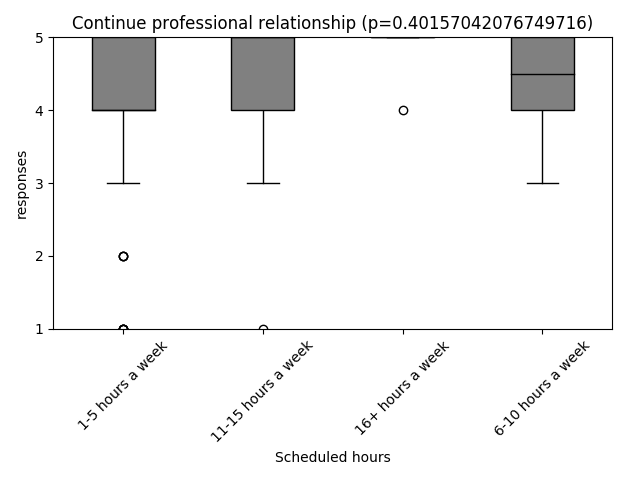 Continue professional relationship (p=0.40157042076749716)
5
4
3
2
1
responses
1-5 hours a week
11-15 hours a week
16+ hours a week
6-10 hours a week
Scheduled hours